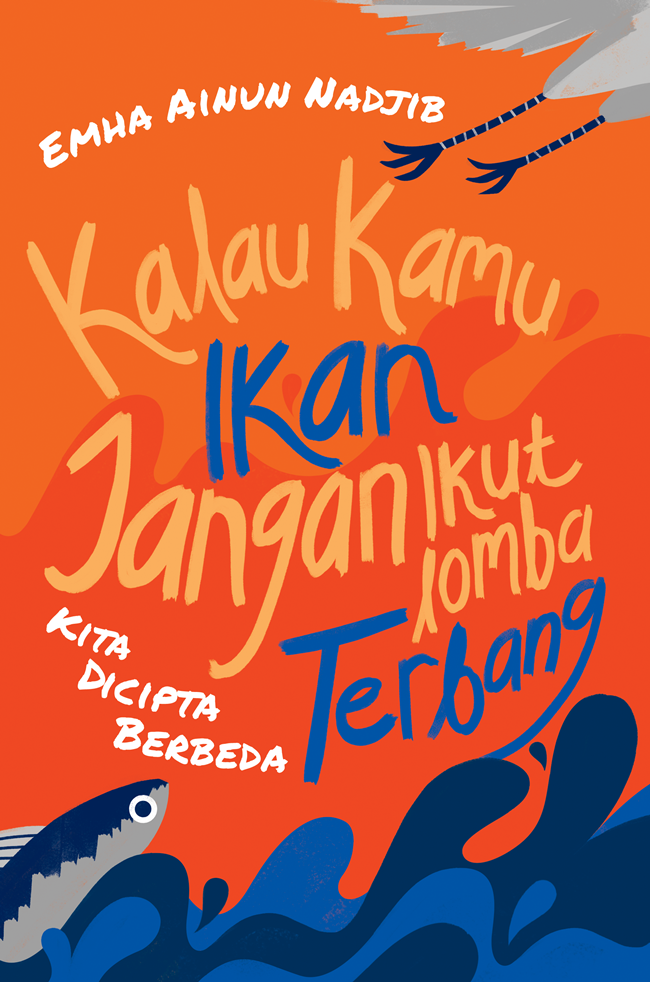 EMHA AINUN NADJIB
Kalau Kamu
IKan
Jangan Ikut
lomba
Terbang
KITA
DICIPTA
BERBEDA